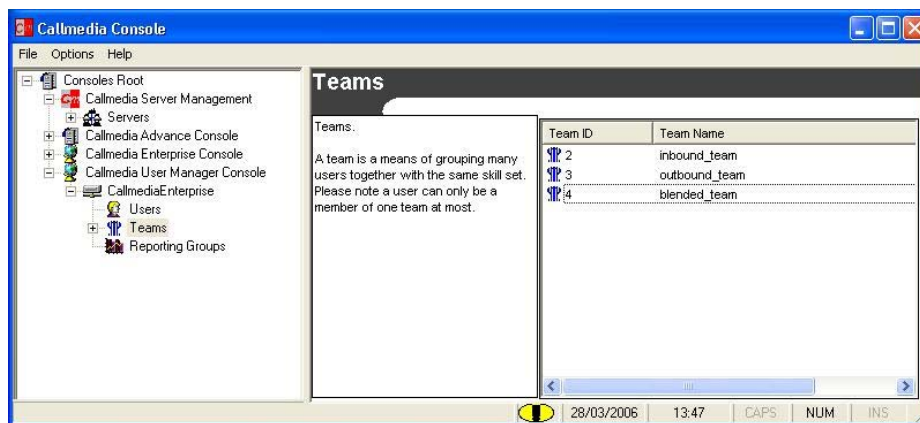 Callmedia Console
File Options Help
Consoles Root
Callmedia Server Management
Servers
Callmedia Advance Console
Callmedia Enterprise Console
Callmedia User Manager Console
CallmediaEnterprise
Users
Teams
Reporting Groups
Teams
Teams.
A team is a means of grouping many
users together with the same skill set.
Please note a user can only be a
member of one team at most.
Team ID Team Name
2 inbound_team
3 outbound_team
4 blended_team
28/03/2006 13:47 CAPS NUM INS